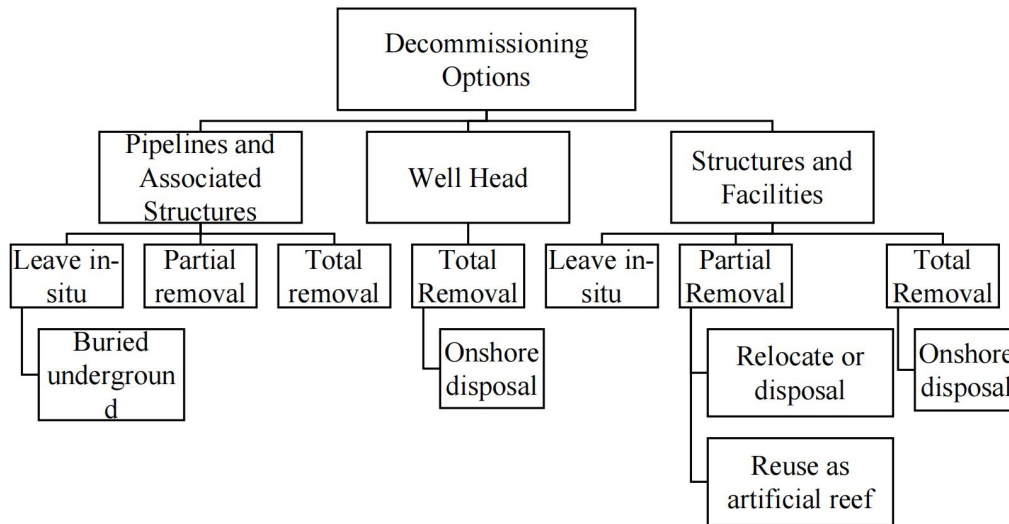 Decommissioning
Options
Pipelines and
Associated
Structures
Well Head
Structures and
Facilities
Leave in-
situ
Partial
removal
Total
removal
Total
Removal
Leave in-
situ
Partial
Removal
Total
Removal
Buried
undergroun
d
Onshore
disposal
Relocate or
disposal
Onshore
disposal
Reuse as
artificial reef